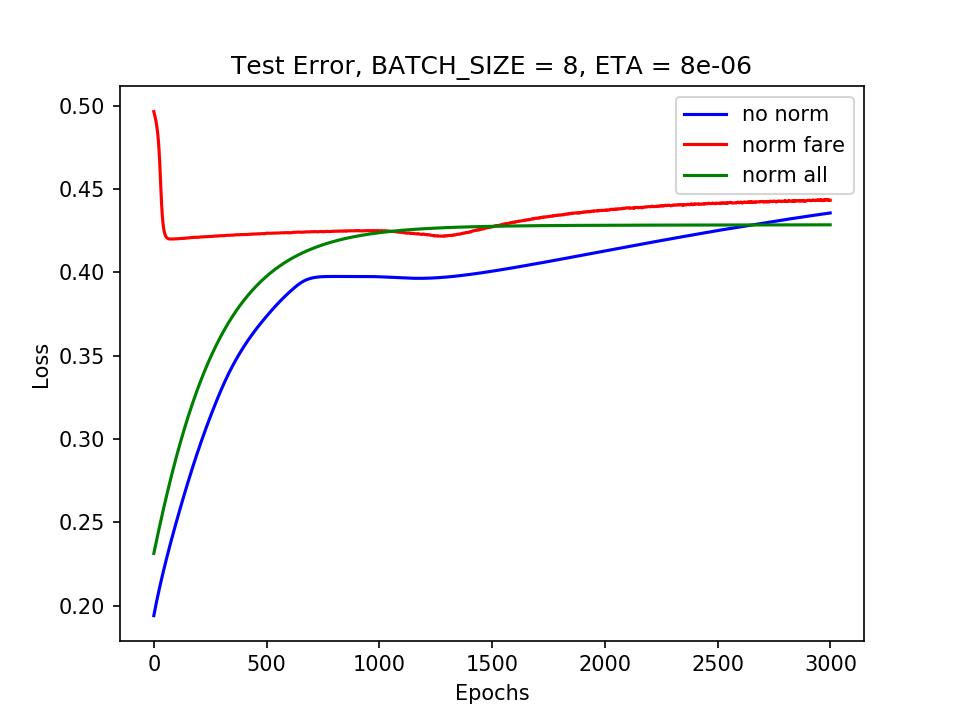 Test Error, BATCH_SIZE = 8, ETA = 8e-06
no norm
norm fare
norm all
Loss
0.50
0.45
0.40
0.35
0.30
0.25
0.20
0 500 1000 1500 2000 2500 3000
Epochs